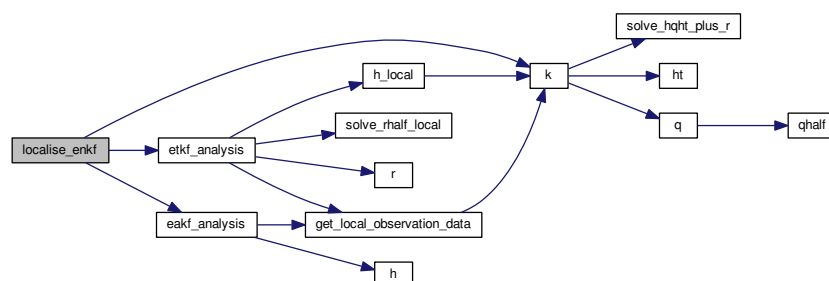 solve_hqht_plus_r
h_local
k
ht
solve_rhalf_local
q
qhalf
localise_enkf
etkf_analysis
r
eakf_analysis
get_local_observation_data
h